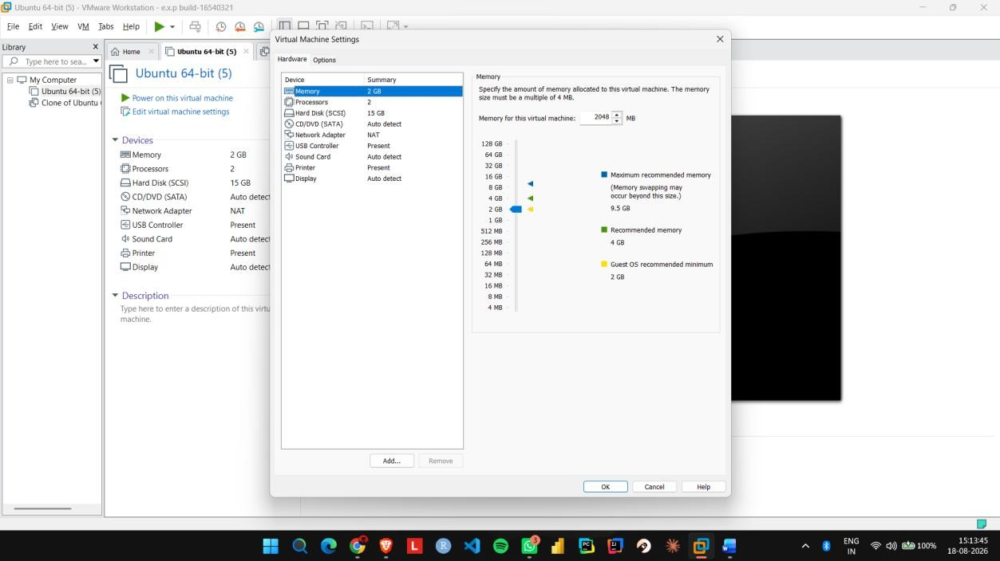 Ubuntu 64-bit (5) - VMware Workstation - e.x.p build-16540321
File Edit View VM Tabs Help
Library
Type here to sea...
My Computer
Ubuntu 64-bit (5)
Clone of Ubuntu
Home
Ubuntu 64-bit (5)
Ubuntu 64-bit (5)
Power on this virtual machine
Edit virtual machine settings
Devices
Memory 2 GB
Processors 2
Hard Disk (SCSI) 15 GB
CD/DVD (SATA) Auto detect
Network Adapter NAT
USB Controller Present
Sound Card Auto detect
Printer Present
Display Auto detect
Description
Type here to enter a description of this virtu
machine.
Virtual Machine Settings
Hardware Options
Device Summary
Memory 2 GB
Processors 2
Hard Disk (SCSI) 15 GB
CD/DVD (SATA) Auto detect
Network Adapter NAT
USB Controller Present
Sound Card Auto detect
Printer Present
Display Auto detect
Add... Remove
Memory
Specify the amount of memory allocated to this virtual machine. The memory
size must be a multiple of 4 MB.
Memory for this virtual machine: 2048 MB
128 GB
64 GB
32 GB
16 GB
8 GB
4 GB
2 GB
1 GB
512 MB
256 MB
128 MB
64 MB
32 MB
16 MB
8 MB
4 MB
Maximum recommended memory
(Memory swapping may
occur beyond this size.)
9.5 GB
Recommended memory
4 GB
Guest OS recommended minimum
2 GB
OK Cancel Help
L R 3 PC IJ W
ENG
IN
100%
15:13:45
18-08-2026